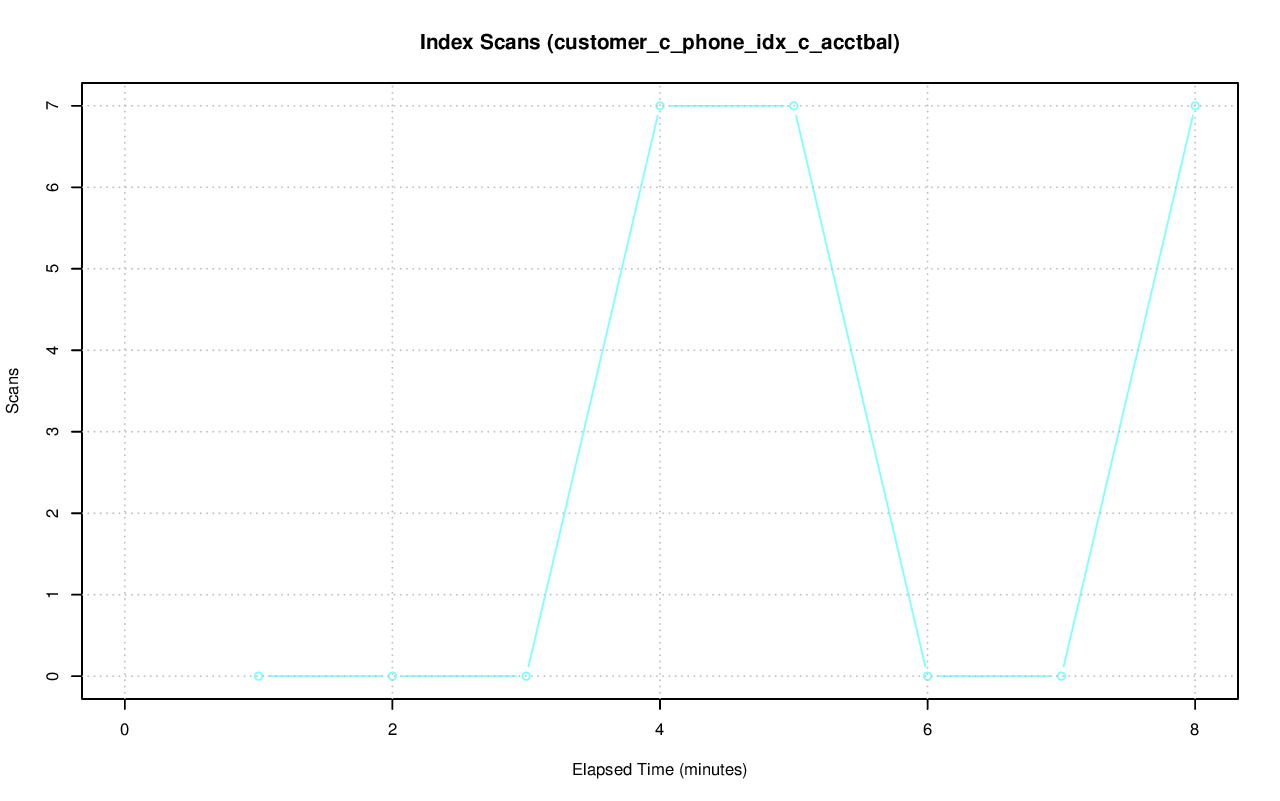 Index Scans (customer_c_phone_idx_c_acctbal)
7
6
5
4
3
2
1
0
Scans
0 2 4 6 8
Elapsed Time (minutes)